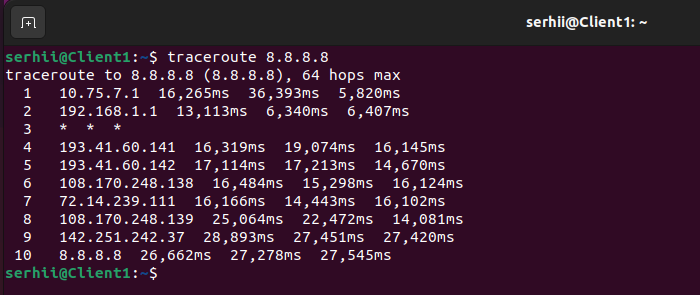 serhii@Client1: ~
serhii@Client1:~$ traceroute 8.8.8.8
traceroute to 8.8.8.8 (8.8.8.8), 64 hops max
  1   10.75.7.1  16,265ms  36,393ms  5,820ms
  2   192.168.1.1  13,113ms  6,340ms  6,407ms
  3   *  *  *
  4   193.41.60.141  16,319ms  19,074ms  16,145ms
  5   193.41.60.142  17,114ms  17,213ms  14,670ms
  6   108.170.248.138  16,484ms  15,298ms  16,124ms
  7   72.14.239.111  16,166ms  14,443ms  16,102ms
  8   108.170.248.139  25,064ms  22,472ms  14,081ms
  9   142.251.242.37  28,893ms  27,451ms  27,420ms
 10   8.8.8.8  26,662ms  27,278ms  27,545ms
serhii@Client1:~$